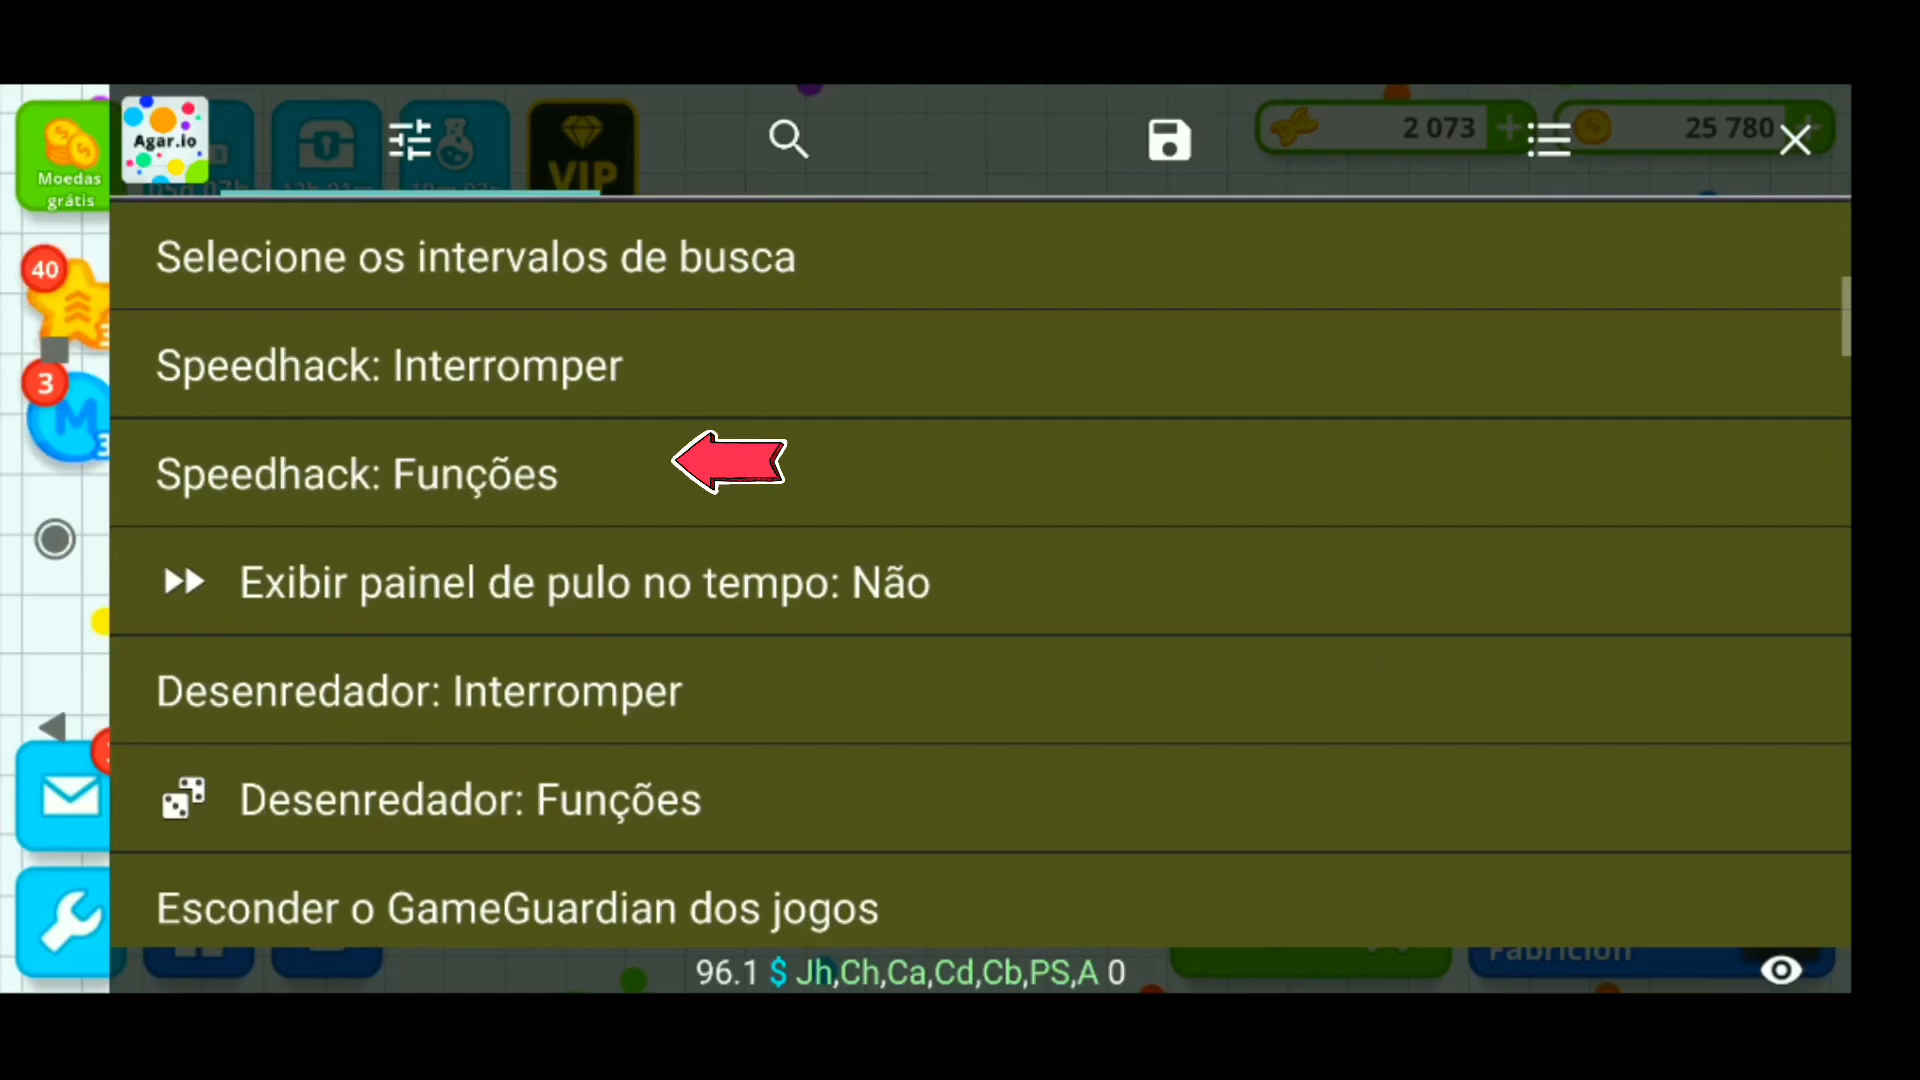 Agar.io
VIP
2 073
25 780
Moedas
grátis
Selecione os intervalos de busca
40
Speedhack: Interromper
3
M
3
Speedhack: Funções
Exibir painel de pulo no tempo: Não
Desenredador: Interromper
Desenredador: Funções
Esconder o GameGuardian dos jogos
96.1 $ Jh,Ch,Ca,Cd,Cb,PS,A 0